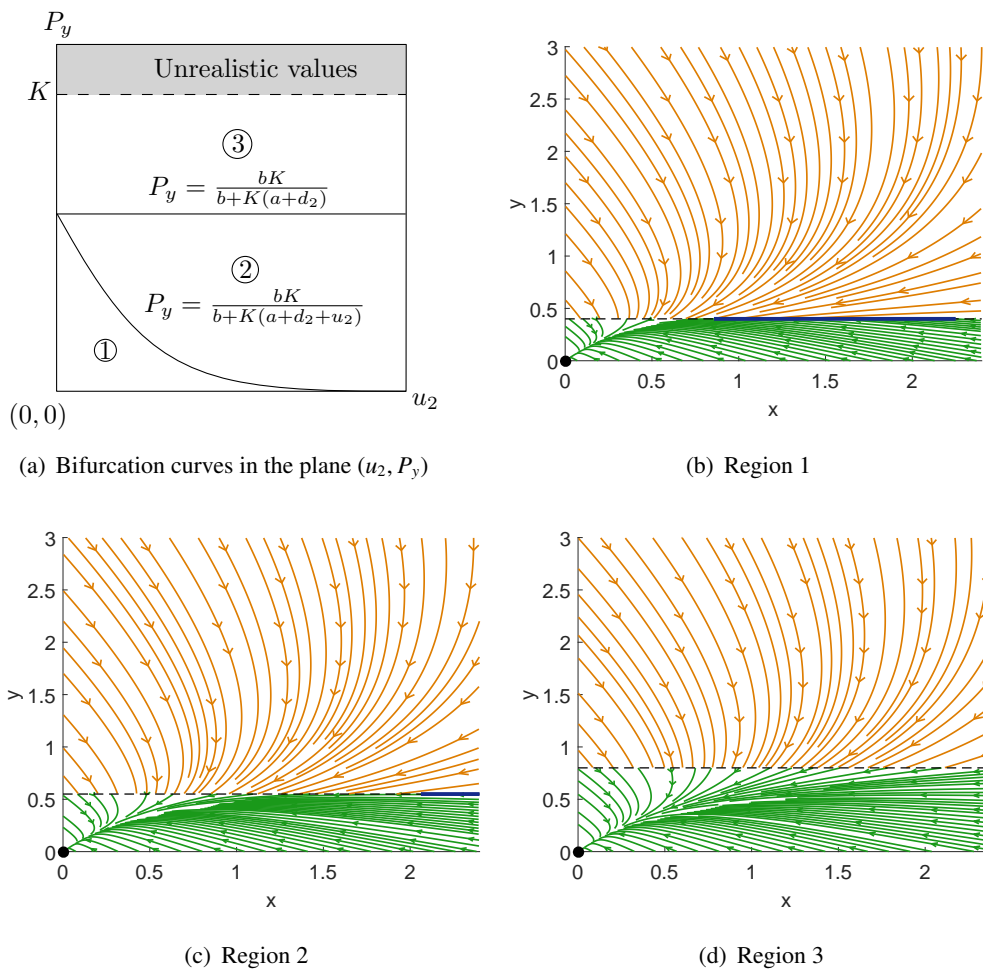 P_y
Unrealistic values
K
③
P_y = \frac{bK}{b+K(a+d_2)}
②
P_y = \frac{bK}{b+K(a+d_2+u_2)}
①
u_2
(0, 0)
(a) Bifurcation curves in the plane (u_2, P_y)
3
2.5
2
1.5
1
0.5
0
y
0 0.5 1 1.5 2
x
(b) Region 1
3
2.5
2
1.5
1
0.5
0
y
0 0.5 1 1.5 2
x
(c) Region 2
3
2.5
2
1.5
1
0.5
0
y
0 0.5 1 1.5 2
x
(d) Region 3